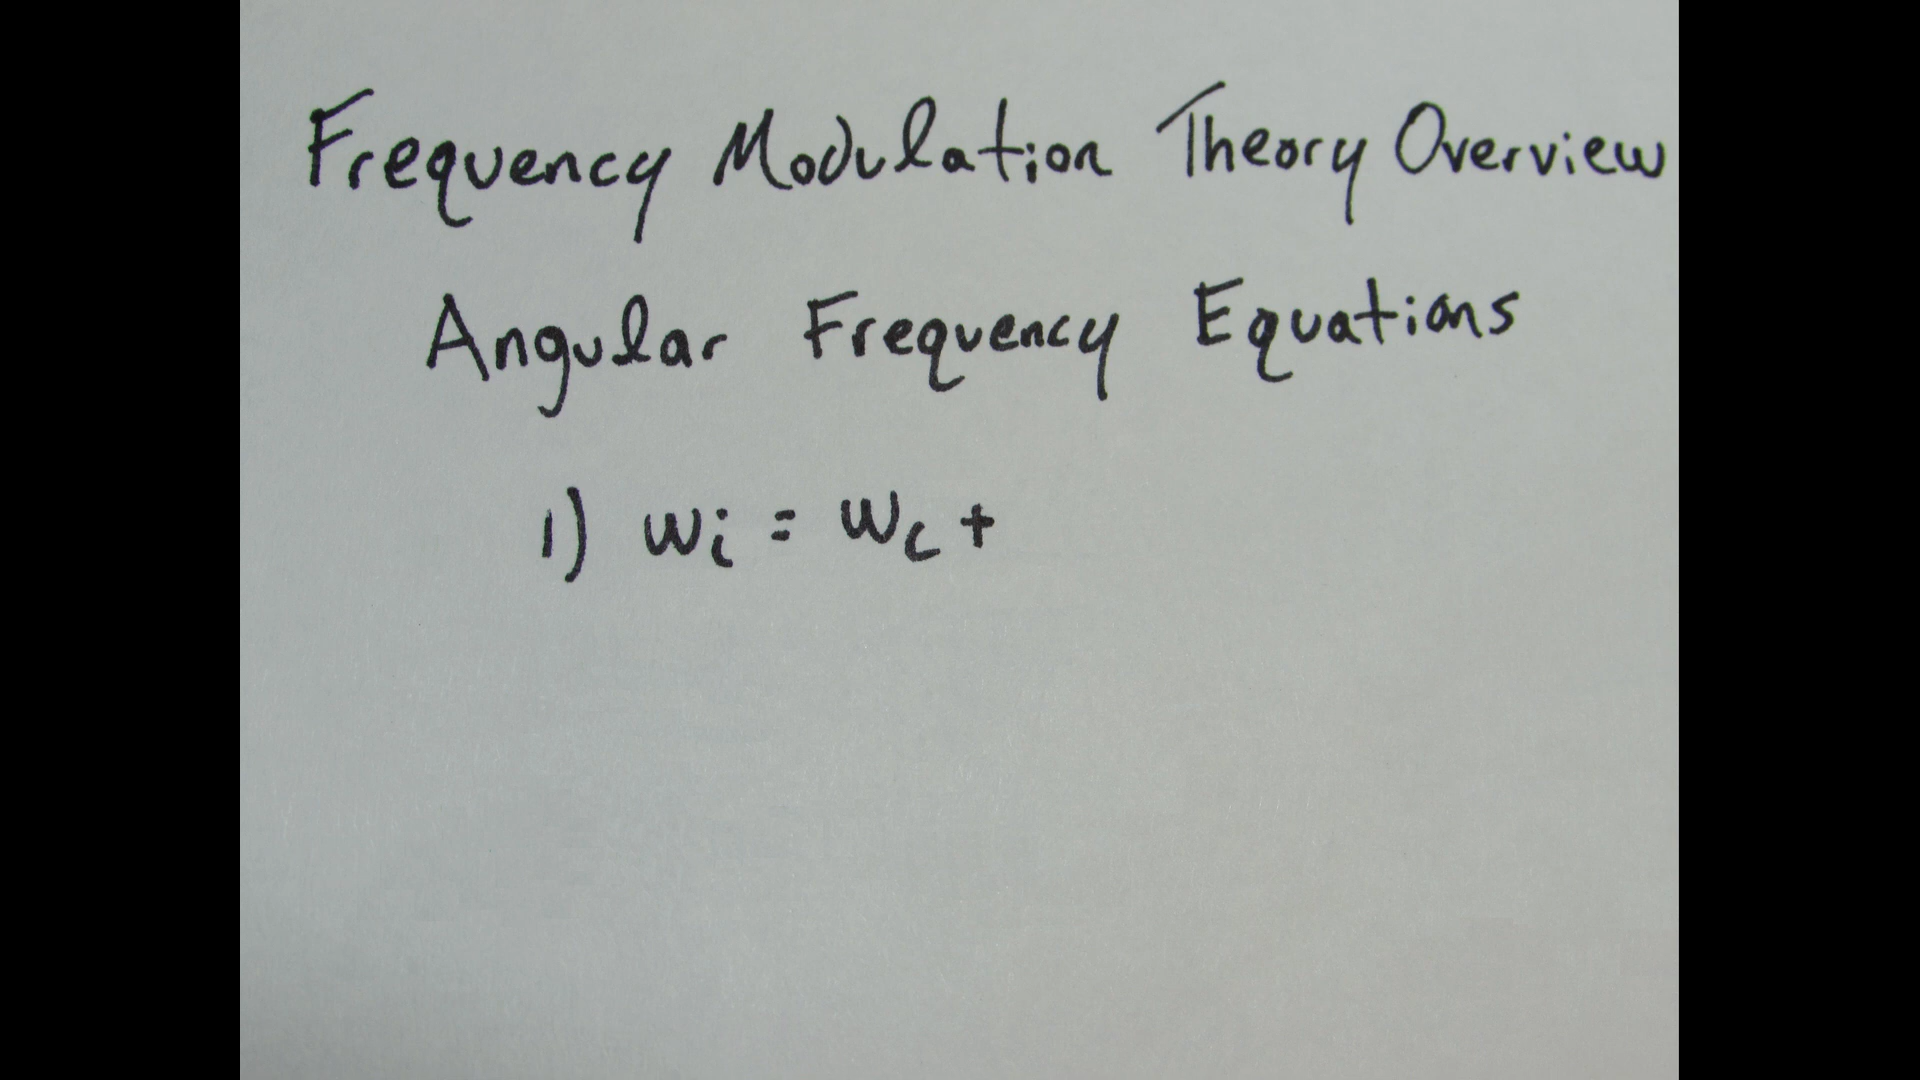 Frequency Modulation Theory Overview
Angular Frequency Equations
1) wi = wc +